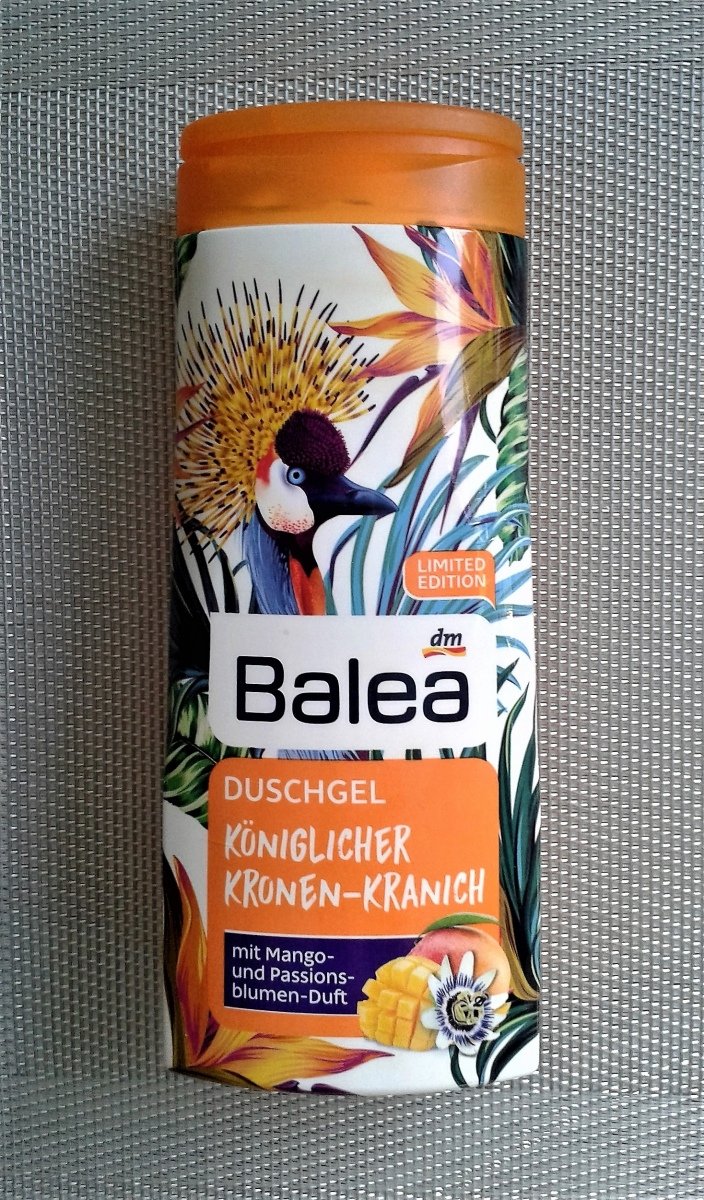 LIMITED
EDITION
dm
Balea
DUSCHGEL
KÖNIGLICHER
KRONEN-KRANICH
mit Mango-
und Passions-
blumen-Duft